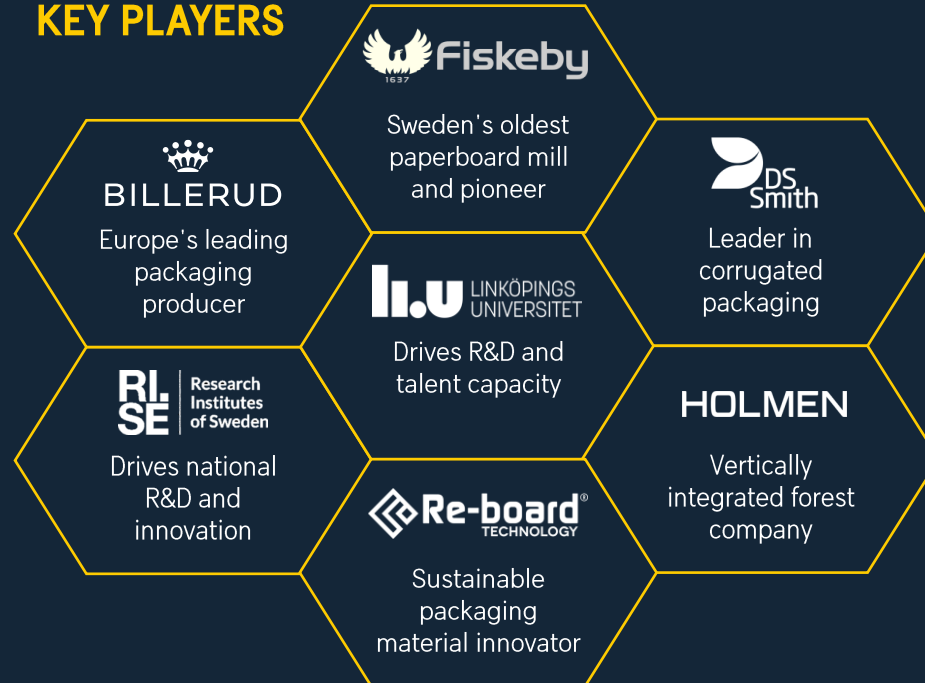 KEY PLAYERS
Fiskeby
1637
Sweden's oldest
paperboard mill
and pioneer
BILLERUD
Europe's leading
packaging
producer
DS
Smith
Leader in
corrugated
packaging
li.u LINKÖPINGS
UNIVERSITET
Drives R&D and
talent capacity
RI.
SE
Research
Institutes
of Sweden
Drives national
R&D and
innovation
HOLMEN
Vertically
integrated forest
company
Re-board®
TECHNOLOGY
Sustainable
packaging
material innovator